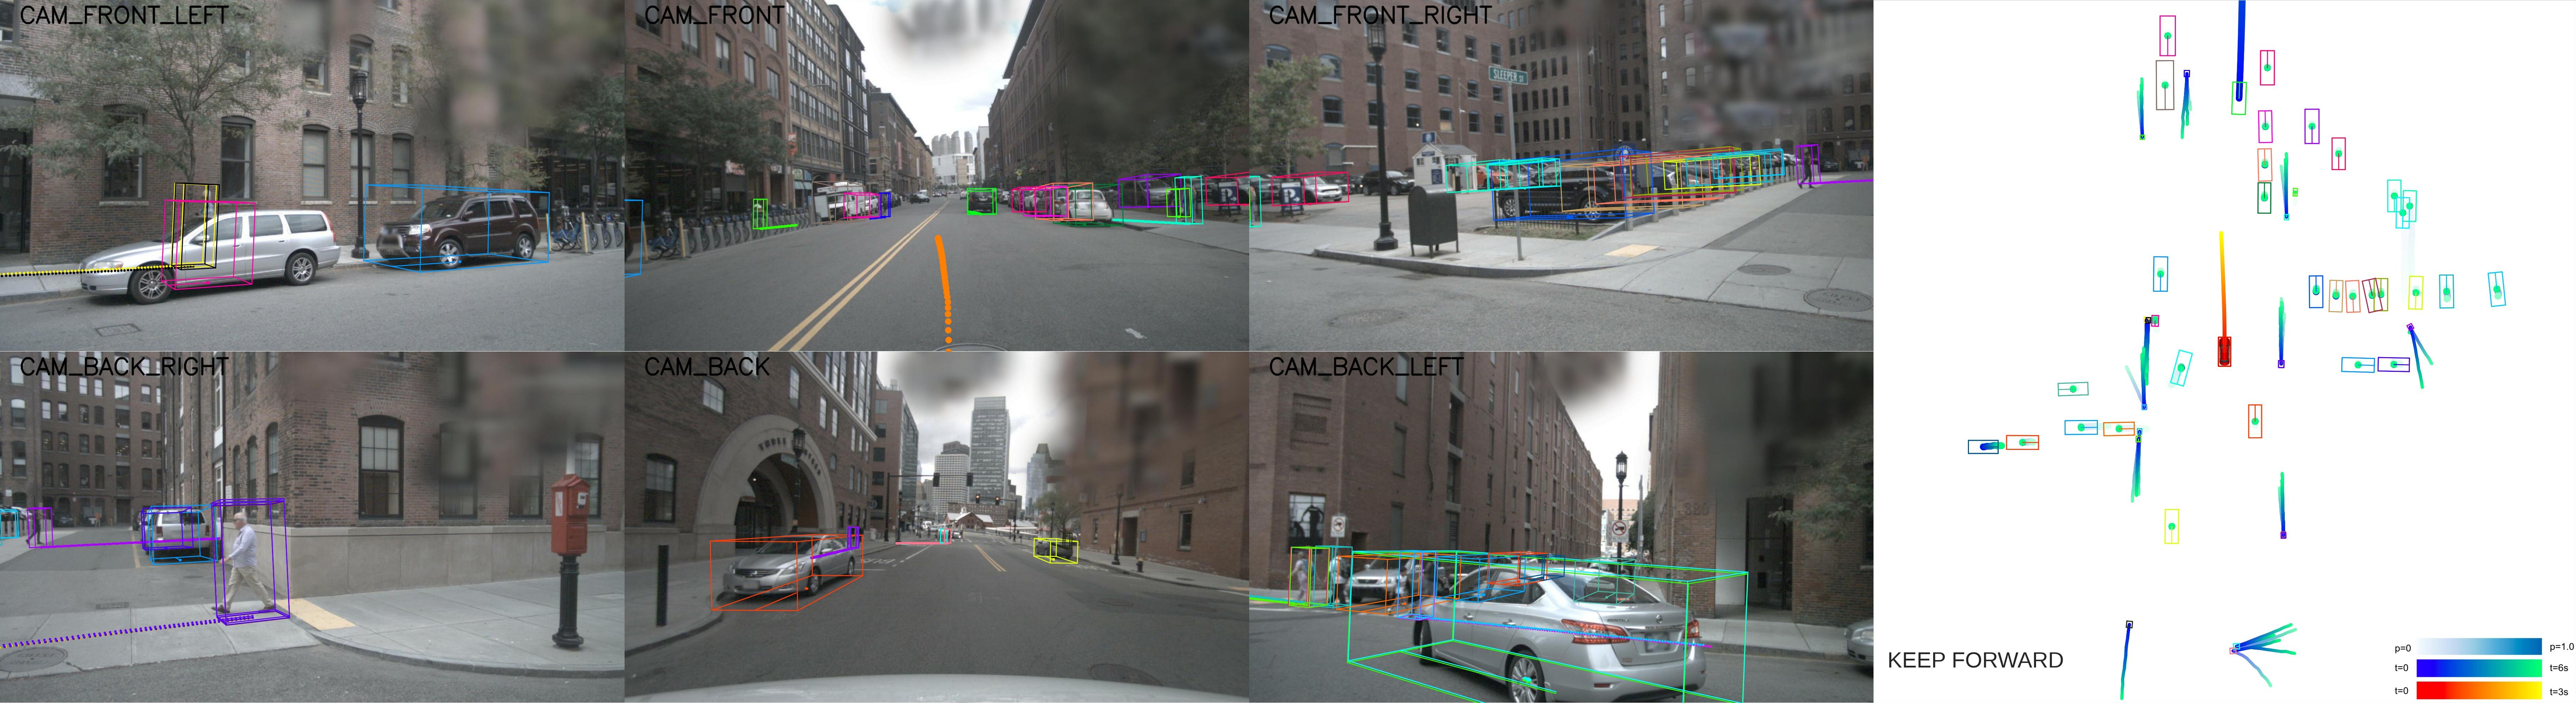 CAM_FRONT_LEFT
CAM_FRONT
CAM_FRONT_RIGHT
SLEEPER ST
CAM_BACK_RIGHT
CAM_BACK
CAM_BACK_LEFT
KEEP FORWARD
p=0
p=1.0
t=0
t=6s
t=0
t=3s